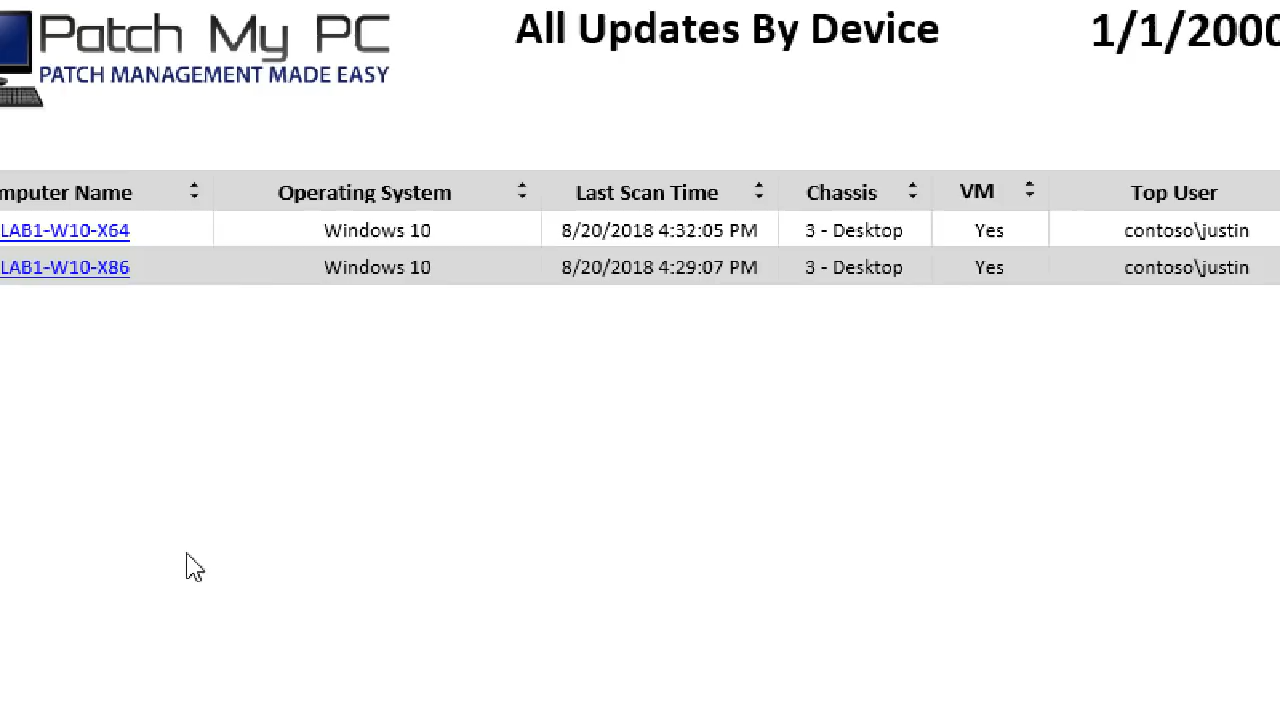 Patch My PC
PATCH MANAGEMENT MADE EASY
All Updates By Device
1/1/2000
mputer Name Operating System Last Scan Time Chassis VM Top User
LAB1-W10-X64 Windows 10 8/20/2018 4:32:05 PM 3 - Desktop Yes contoso\justin
LAB1-W10-X86 Windows 10 8/20/2018 4:29:07 PM 3 - Desktop Yes contoso\justin